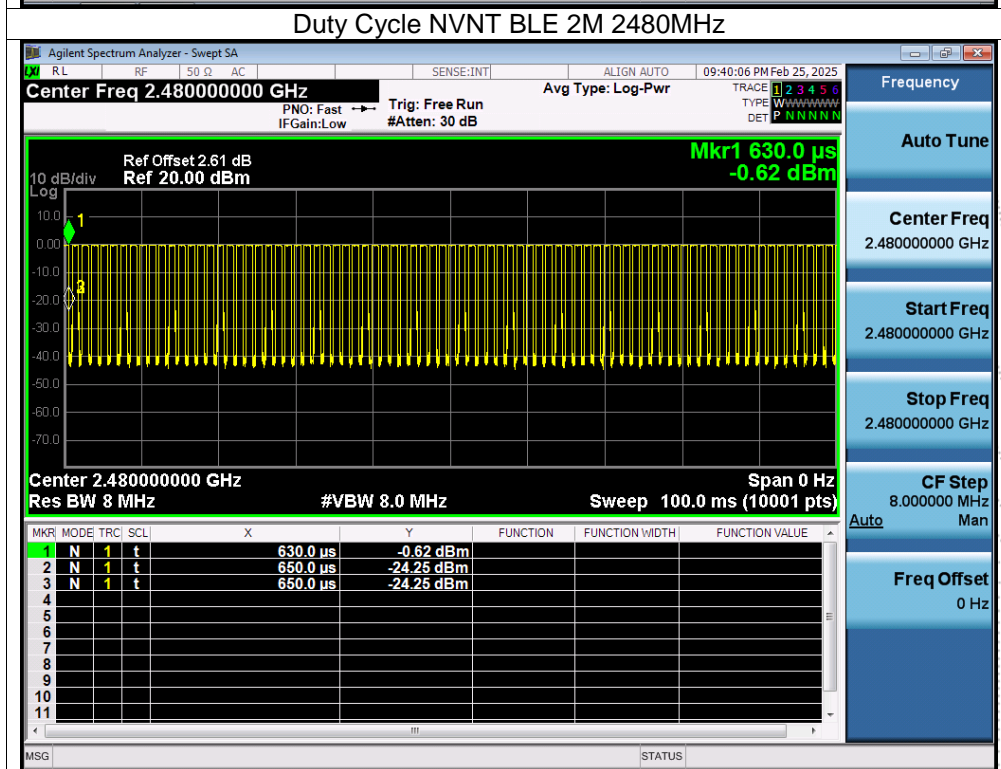 Duty Cycle NVNT BLE 2M 2480MHz
Agilent Spectrum Analyzer - Swept SA
LXI RL RF 50 Ω AC SENSE:INT ALIGN AUTO 09:40:06 PM Feb 25, 2025
Center Freq 2.480000000 GHz
PNO: Fast
IFGain:Low
Trig: Free Run
#Atten: 30 dB
Avg Type: Log-Pwr
TRACE 1 2 3 4 5 6
TYPE WWWWWW
DET P N N N N N
Ref Offset 2.61 dB
Ref 20.00 dBm
Mkr1 630.0 µs
-0.62 dBm
10 dB/div
Log
10.0
0.00
-10.0
-20.0
-30.0
-40.0
-50.0
-60.0
-70.0
1
3
Center 2.480000000 GHz Span 0 Hz
Res BW 8 MHz #VBW 8.0 MHz Sweep 100.0 ms (10001 pts)
MKR MODE TRC SCL X Y FUNCTION FUNCTION WIDTH FUNCTION VALUE
1 N 1 t 630.0 µs -0.62 dBm
2 N 1 t 650.0 µs -24.25 dBm
3 N 1 t 650.0 µs -24.25 dBm
4
5
6
7
8
9
10
11
MSG STATUS
Frequency
Auto Tune
Center Freq
2.480000000 GHz
Start Freq
2.480000000 GHz
Stop Freq
2.480000000 GHz
CF Step
8.000000 MHz
Auto Man
Freq Offset
0 Hz